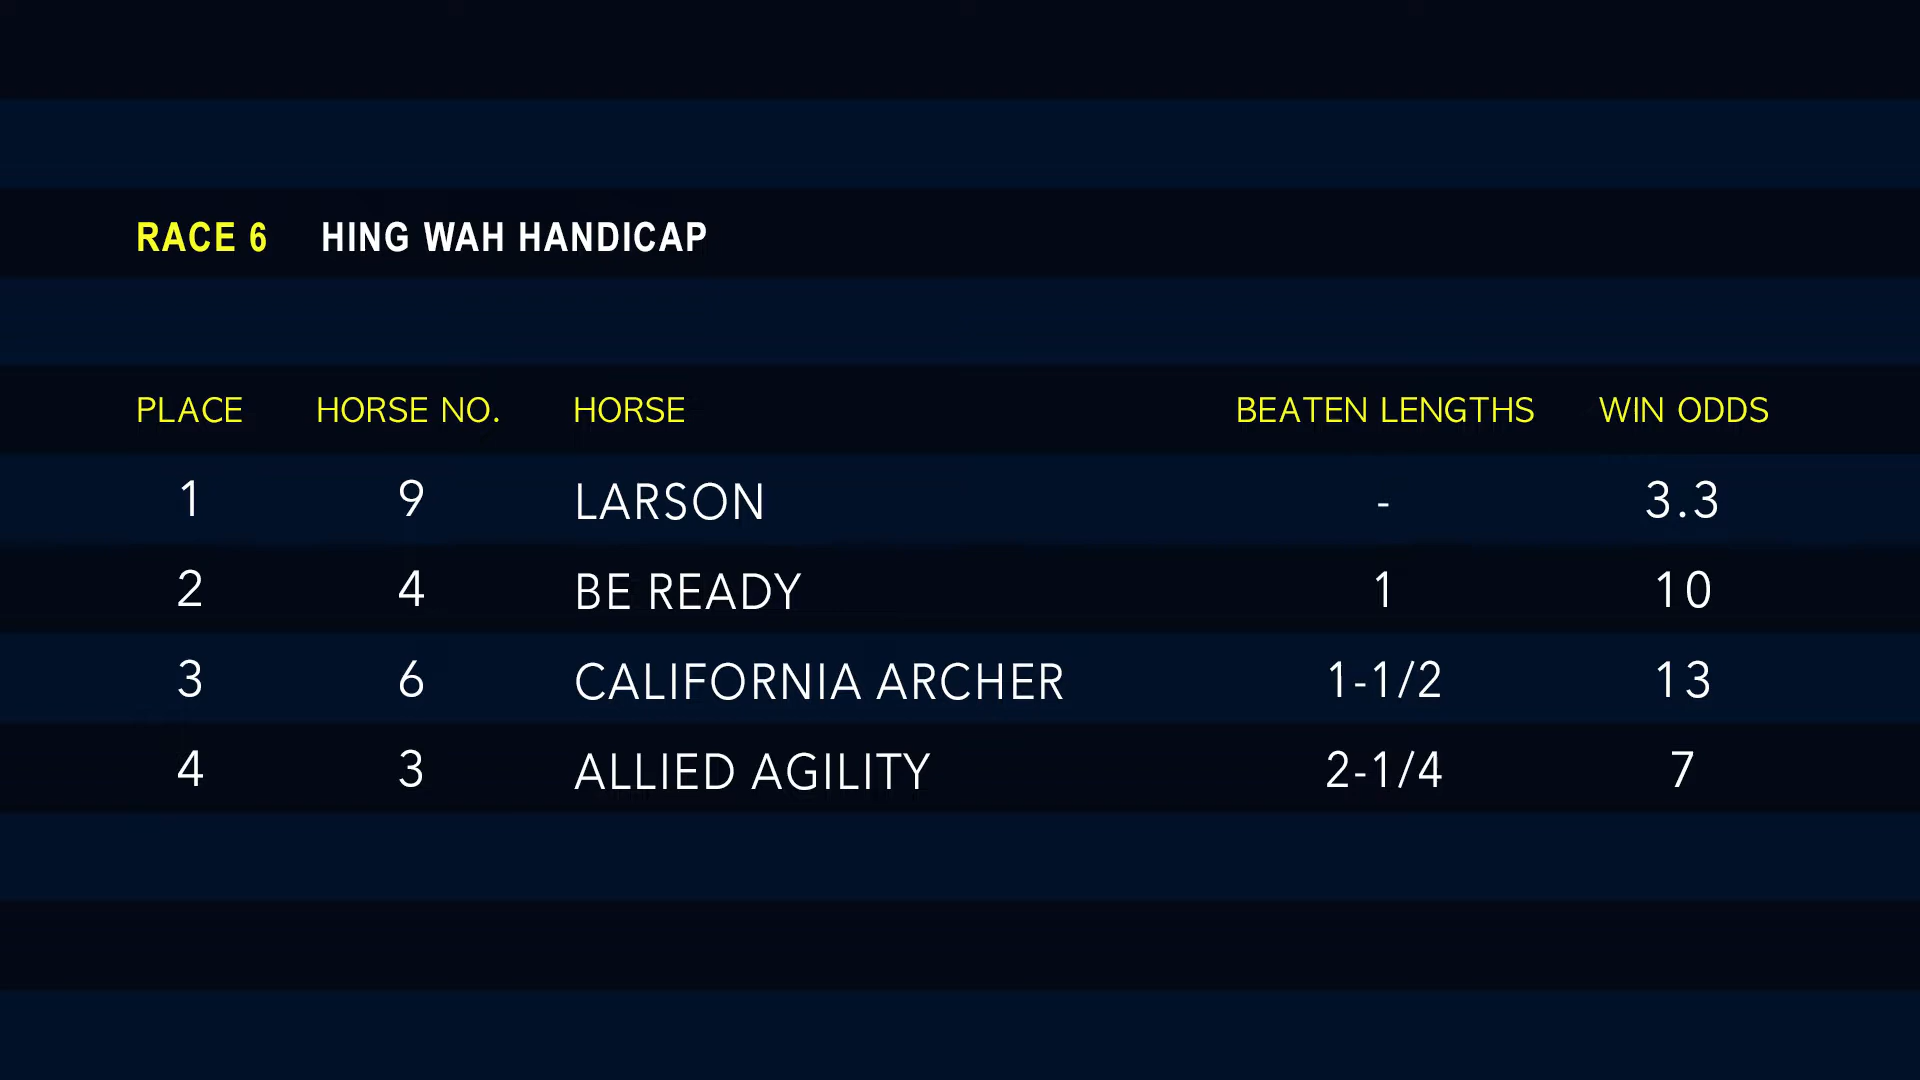 RACE 6 HING WAH HANDICAP
PLACE HORSE NO. HORSE BEATEN LENGTHS WIN ODDS
1 9 LARSON - 3.3
2 4 BE READY 1 10
3 6 CALIFORNIA ARCHER 1-1/2 13
4 3 ALLIED AGILITY 2-1/4 7